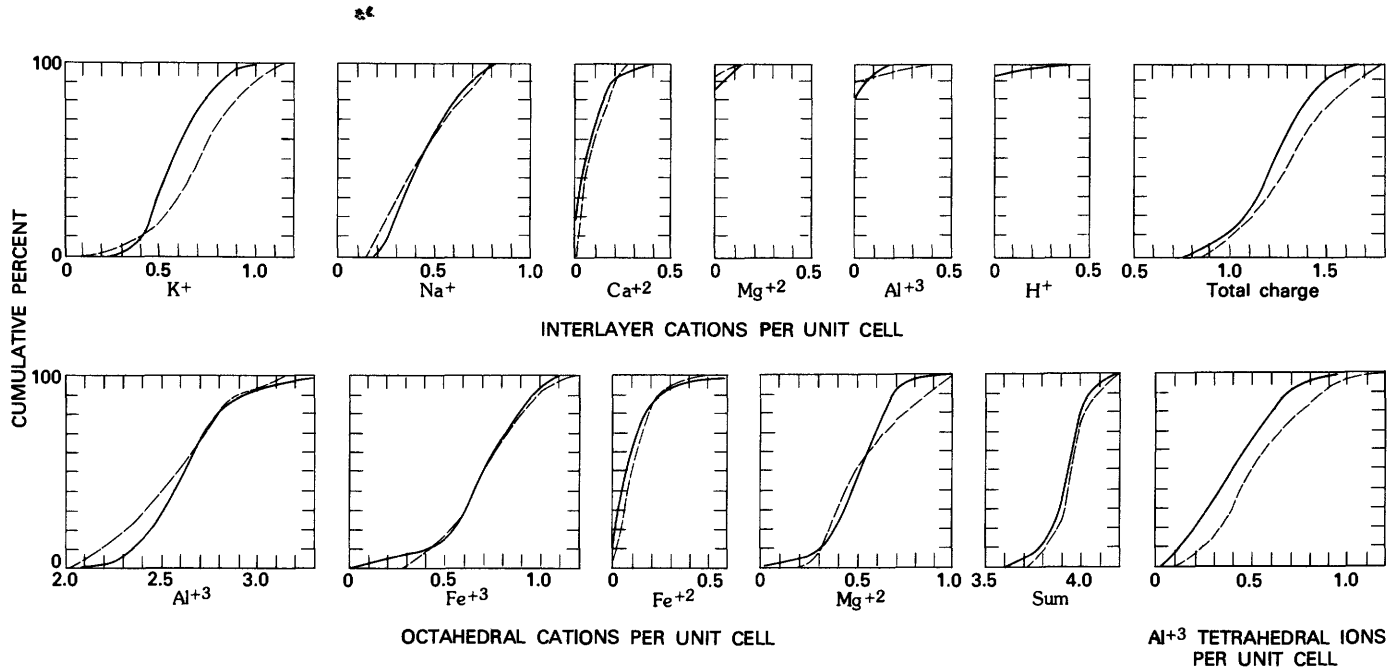 100
CUMULATIVE PERCENT
0
0 0.5 1.0
K+
0 0.5 1.0
Na+
0 0.5
Ca+2
0 0.5
Mg+2
0 0.5
Al+3
0 0.5
H+
0.5 1.0 1.5
Total charge
INTERLAYER CATIONS PER UNIT CELL
100
0
2.0 2.5 3.0
Al+3
0 0.5 1.0
Fe+3
0 0.5
Fe+2
0 0.5 1.0
Mg+2
3.5 4.0
Sum
0 0.5 1.0
OCTAHEDRAL CATIONS PER UNIT CELL
Al+3 TETRAHEDRAL IONS
PER UNIT CELL